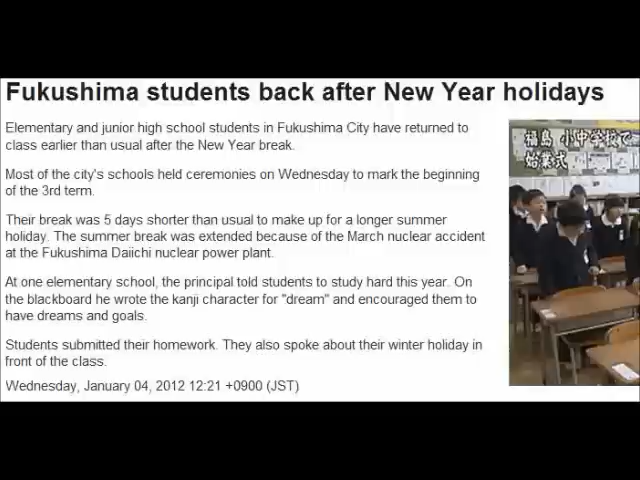 Fukushima students back after New Year holidays
Elementary and junior high school students in Fukushima City have returned to
class earlier than usual after the New Year break.
Most of the city's schools held ceremonies on Wednesday to mark the beginning
of the 3rd term.
Their break was 5 days shorter than usual to make up for a longer summer
holiday. The summer break was extended because of the March nuclear accident
at the Fukushima Daiichi nuclear power plant.
At one elementary school, the principal told students to study hard this year. On
the blackboard he wrote the kanji character for "dream" and encouraged them to
have dreams and goals.
Students submitted their homework. They also spoke about their winter holiday in
front of the class.
Wednesday, January 04, 2012 12:21 +0900 (JST)
福島 小中学校で
始業式